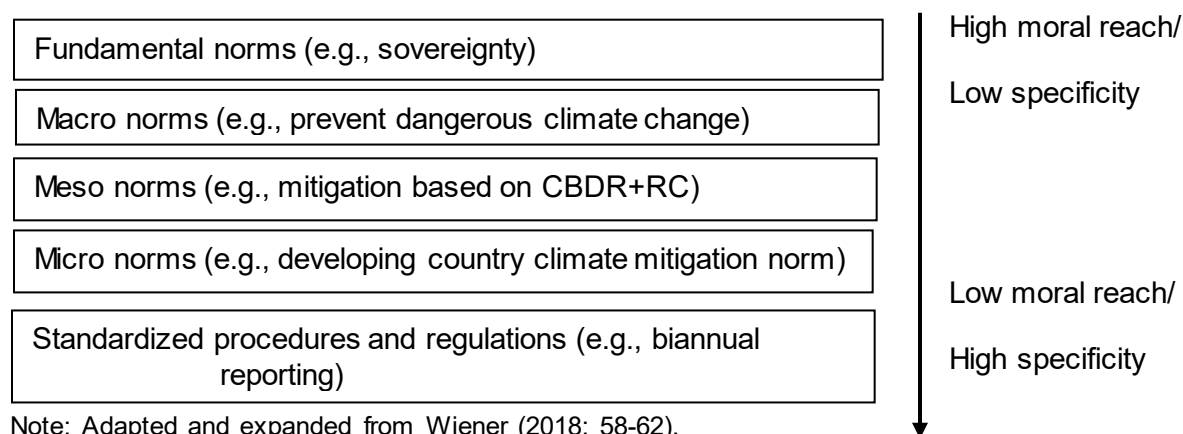 Fundamental norms (e.g., sovereignty)
Macro norms (e.g., prevent dangerous climate change)
Meso norms (e.g., mitigation based on CBDR+RC)
Micro norms (e.g., developing country climate mitigation norm)
Standardized procedures and regulations (e.g., biannual
reporting)
High moral reach/
Low specificity
Low moral reach/
High specificity
Note: Adapted and expanded from Wiener (2018: 58-62).